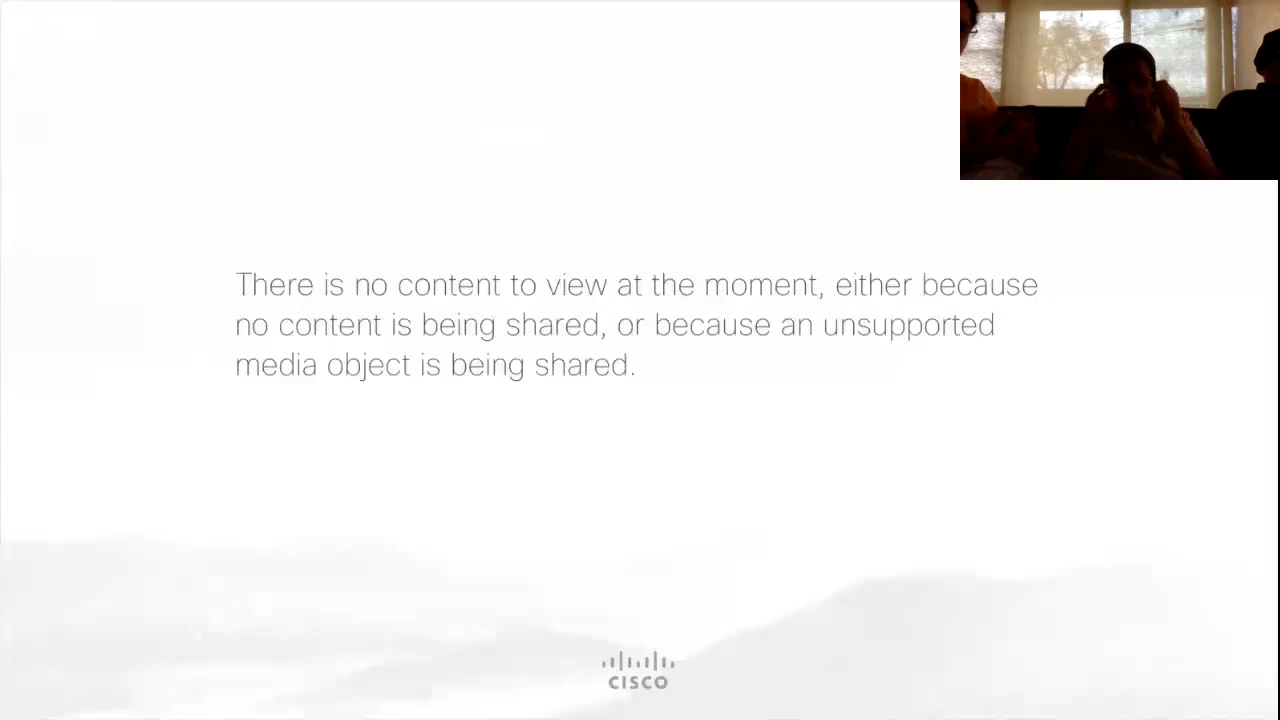 There is no content to view at the moment, either because
no content is being shared, or because an unsupported
media object is being shared.
CISCO